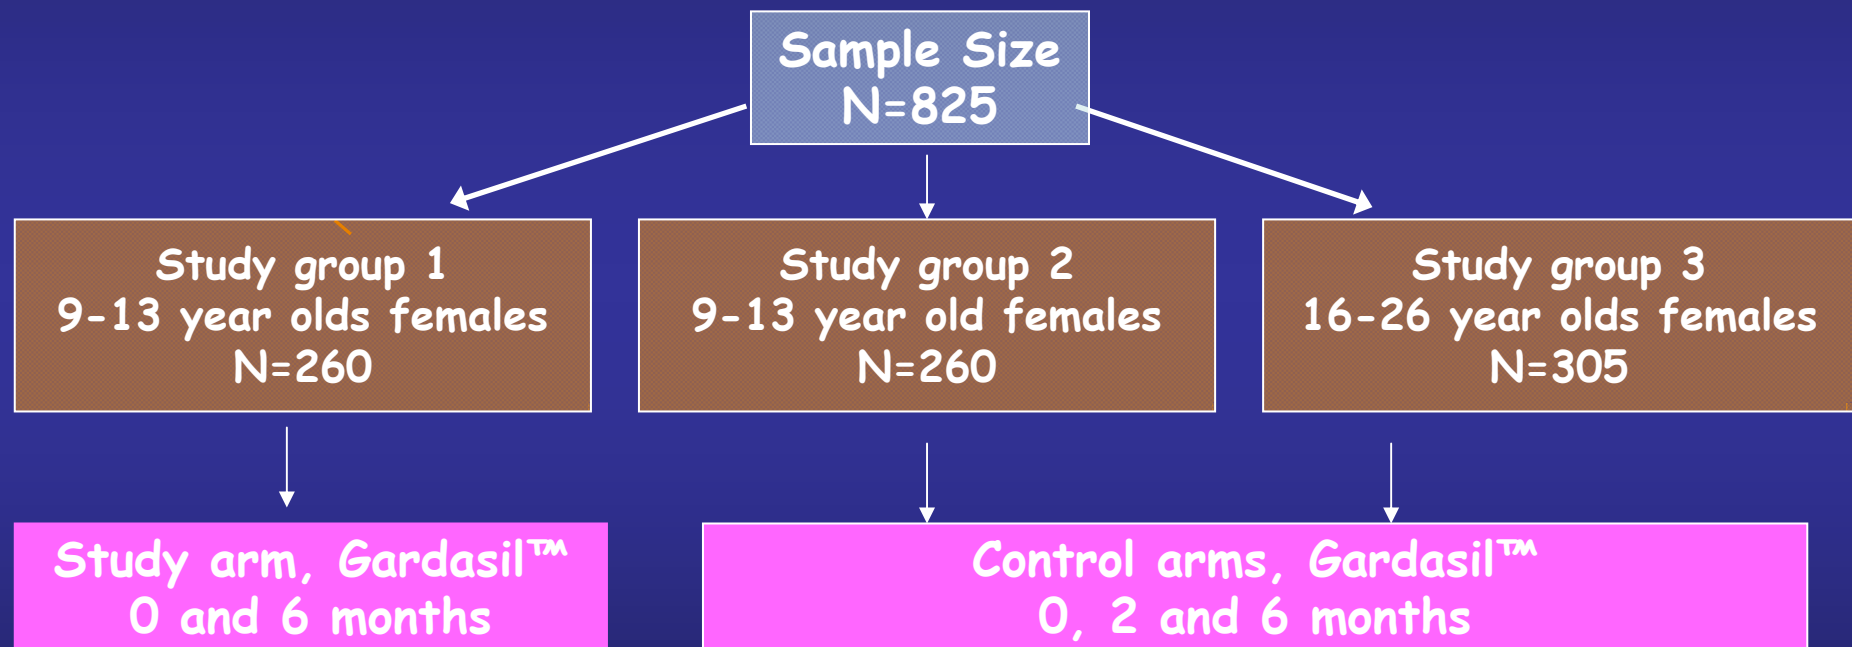 Sample Size
N=825
Study group 1
9-13 year olds females
N=260
Study group 2
9-13 year old females
N=260
Study group 3
16-26 year olds females
N=305
Study arm, Gardasil™
0 and 6 months
Control arms, Gardasil™
0, 2 and 6 months